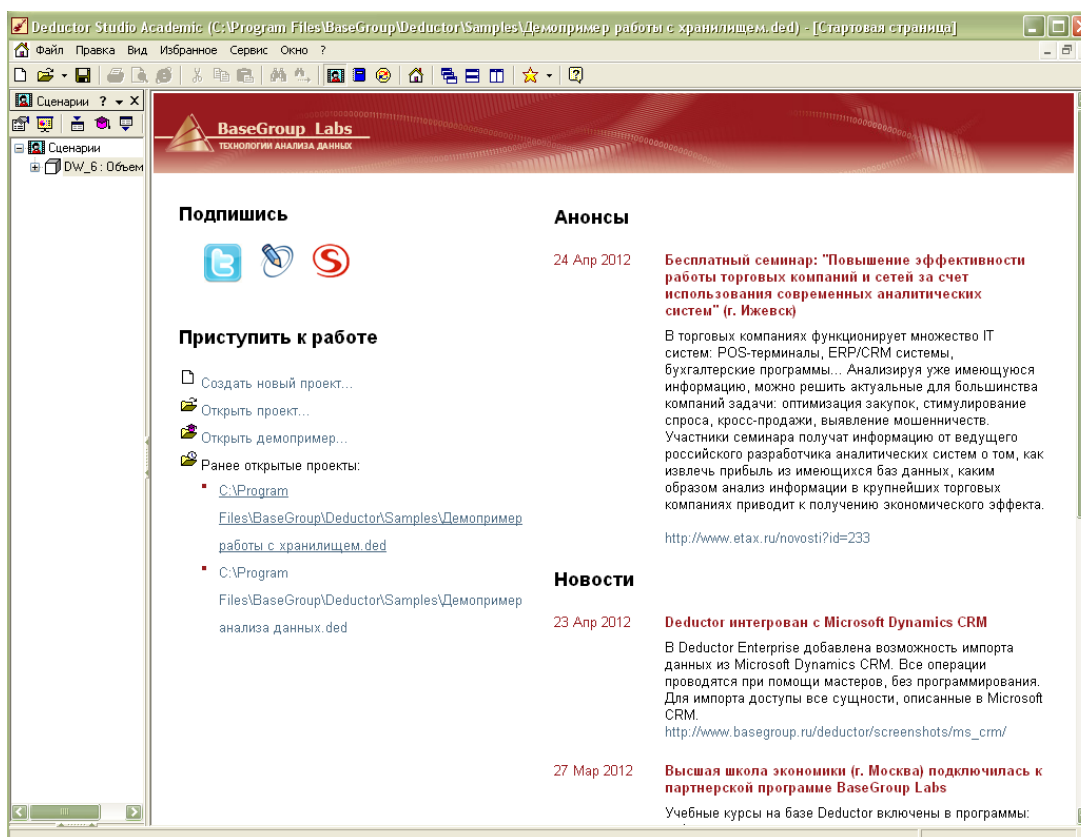 Deductor Studio Academic (C:\Program Files\BaseGroup\Deductor\Samples\Демопример работы с хранилищем.ded) - [Стартовая страница]
Файл Правка Вид Избранное Сервис Окно ?
Сценарии ?
Сценарии
DW_6 : Объем
BaseGroup Labs
ТЕХНОЛОГИИ АНАЛИЗА ДАННЫХ
Подпишись
Приступить к работе
Создать новый проект...
Открыть проект...
Открыть демопример...
Ранее открытые проекты:
C:\Program
Files\BaseGroup\Deductor\Samples\Демопример
работы с хранилищем.ded
C:\Program
Files\BaseGroup\Deductor\Samples\Демопример
анализа данных.ded
Анонсы
24 Апр 2012
Бесплатный семинар: "Повышение эффективности
работы торговых компаний и сетей за счет
использования современных аналитических
систем" (г. Ижевск)
В торговых компаниях функционирует множество IT
систем: POS-терминалы, ERP/CRM системы,
бухгалтерские программы... Анализируя уже имеющуюся
информацию, можно решить актуальные для большинства
компаний задачи: оптимизация закупок, стимулирование
спроса, кросс-продажи, выявление мошенничеств.
Участники семинара получат информацию от ведущего
российского разработчика аналитических систем о том, как
извлечь прибыль из имеющихся баз данных, каким
образом анализ информации в крупнейших торговых
компаниях приводит к получению экономического эффекта.
http://www.etax.ru/novosti?id=233
Новости
23 Апр 2012
Deductor интегрован с Microsoft Dynamics CRM
В Deductor Enterprise добавлена возможность импорта
данных из Microsoft Dynamics CRM. Все операции
проводятся при помощи мастеров, без программирования.
Для импорта доступы все сущности, описанные в Microsoft
CRM.
http://www.basegroup.ru/deductor/screenshots/ms_crm/
27 Мар 2012
Высшая школа экономики (г. Москва) подключилась к
партнерской программе BaseGroup Labs
Учебные курсы на базе Deductor включены в программы: